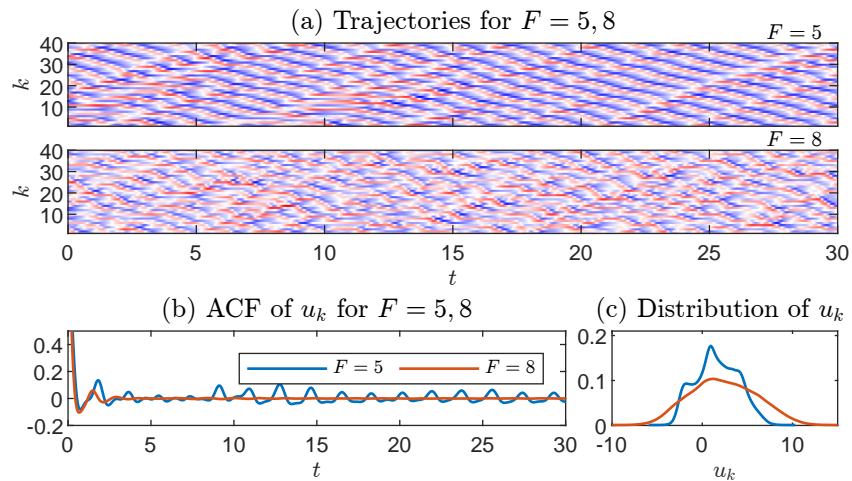 (a) Trajectories for F = 5, 8
F = 5
40
30
20
10
k
F = 8
40
30
20
10
k
0 5 10 15 20 25 30
t
(b) ACF of u_k for F = 5, 8
0.4
0.2
0
-0.2
F = 5 F = 8
0 5 10 15 20 25 30
t
(c) Distribution of u_k
0.2
0.1
0
-10 0 10
u_k